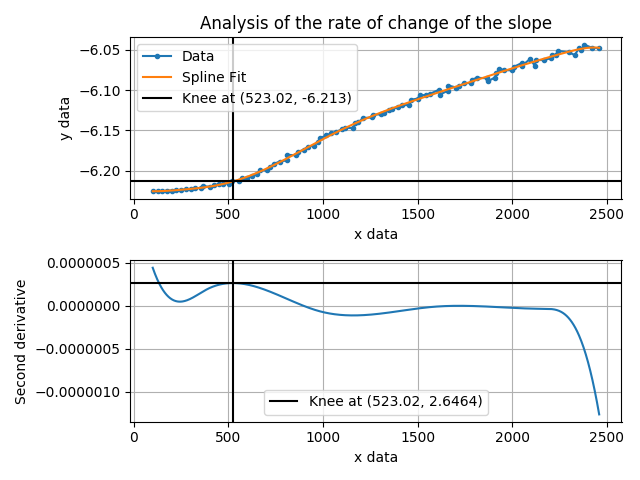 Analysis of the rate of change of the slope
−6.05
−6.10
−6.15
−6.20
y data
Data
Spline Fit
Knee at (523.02, -6.213)
0 500 1000 1500 2000 2500
x data
0.0000005
0.0000000
−0.0000005
−0.0000010
Second derivative
Knee at (523.02, 2.6464)
0 500 1000 1500 2000 2500
x data